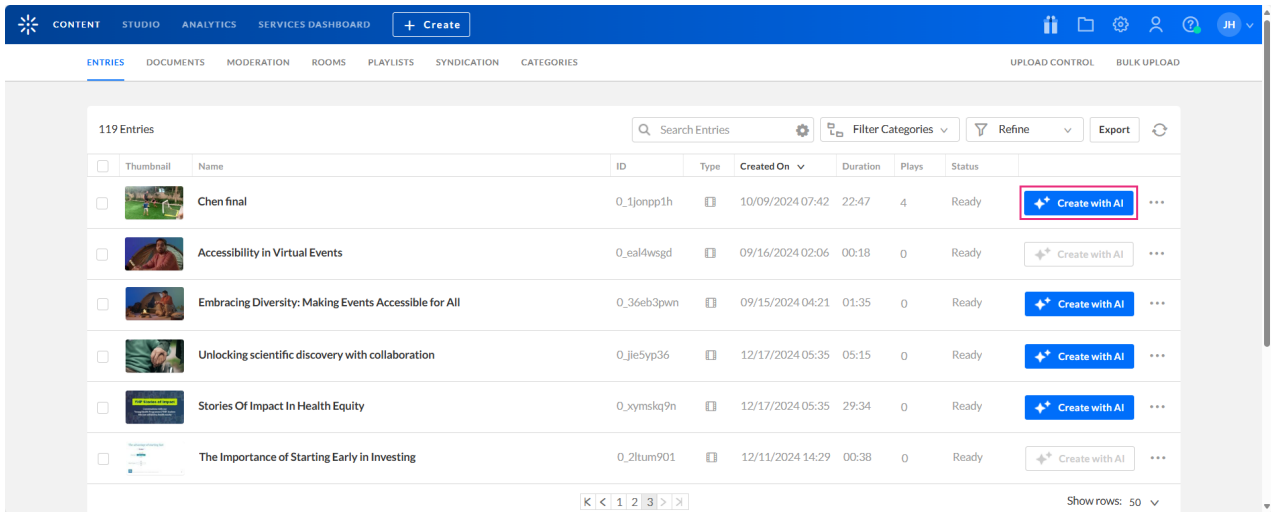 CONTENT STUDIO ANALYTICS SERVICES DASHBOARD + Create JH
ENTRIES DOCUMENTS MODERATION ROOMS PLAYLISTS SYNDICATION CATEGORIES UPLOAD CONTROL BULK UPLOAD
119 Entries Search Entries Filter Categories Refine Export
Thumbnail Name ID Type Created On Duration Plays Status
Chen final 0_1jonpp1h 10/09/2024 07:42 22:47 4 Ready Create with AI
Accessibility in Virtual Events 0_eal4wsgd 09/16/2024 02:06 00:18 0 Ready Create with AI
Embracing Diversity: Making Events Accessible for All 0_36eb3pwn 09/15/2024 04:21 01:35 0 Ready Create with AI
Unlocking scientific discovery with collaboration 0_jie5yp36 12/17/2024 05:35 05:15 0 Ready Create with AI
Stories Of Impact In Health Equity 0_xymskq9n 12/17/2024 05:35 29:34 0 Ready Create with AI
The Importance of Starting Early in Investing 0_2ltum901 12/11/2024 14:29 00:38 0 Ready Create with AI
1 2 3 Show rows: 50